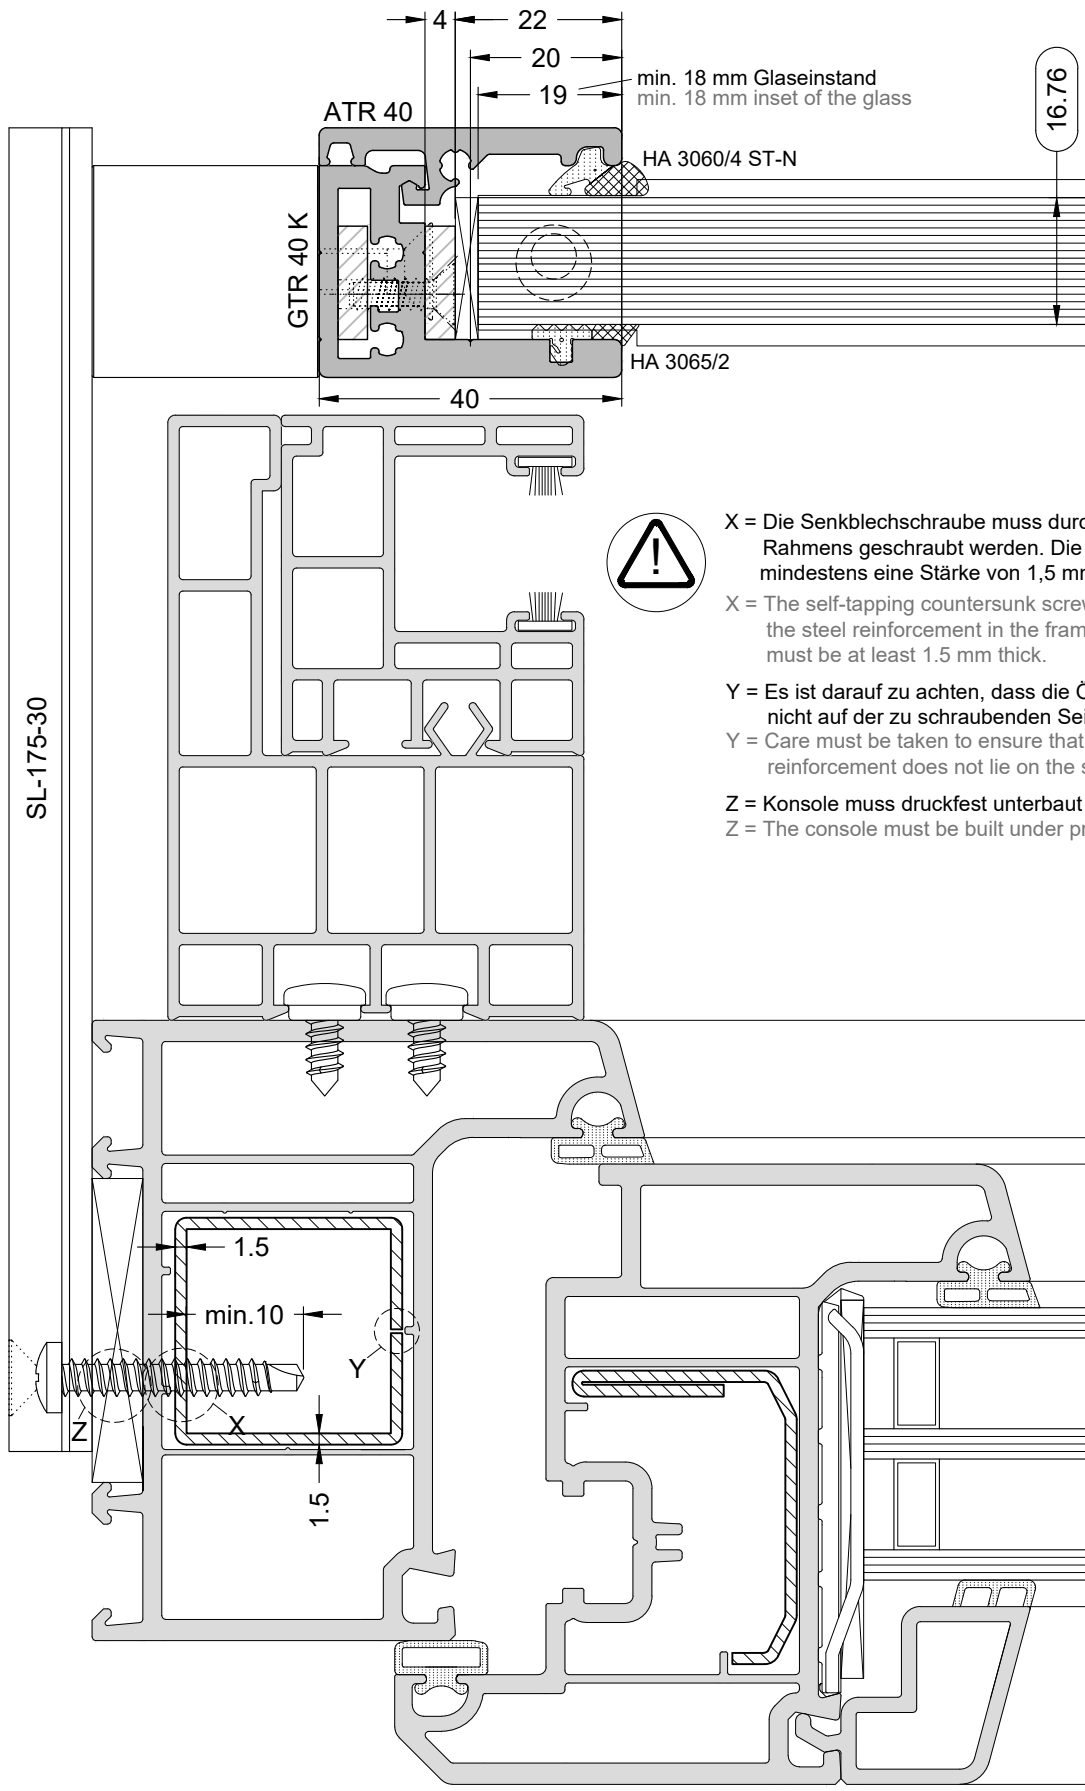 4
22
20
19
min. 18 mm Glaseinstand
min. 18 mm inset of the glass
16.76
ATR 40
HA 3060/4 ST-N
GTR 40 K
HA 3065/2
40
X = Die Senkblechschraube muss durc
Rahmens geschraubt werden. Die
mindestens eine Stärke von 1,5 mm
X = The self-tapping countersunk screw
the steel reinforcement in the fram
must be at least 1.5 mm thick.
Y = Es ist darauf zu achten, dass die Ö
nicht auf der zu schraubenden Sei
Y = Care must be taken to ensure that
reinforcement does not lie on the s
Z = Konsole muss druckfest unterbaut
Z = The console must be built under pr
SL-175-30
1.5
min.10
Y
Z
X
1.5